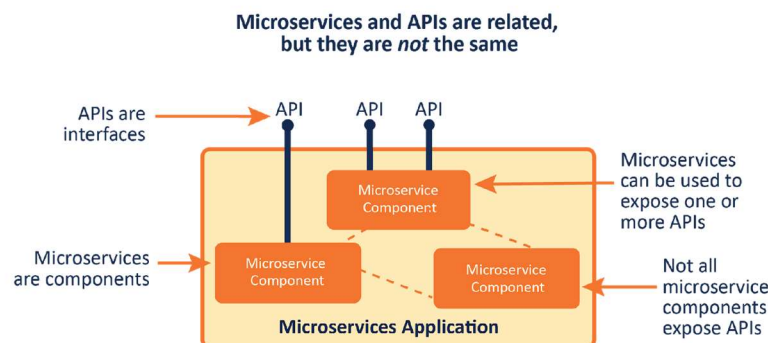 Microservices and APIs are related,
but they are not the same
APIs are
interfaces
API
API
API
Microservice
Component
Microservices
can be used to
expose one or
more APIs
Microservices
are components
Microservice
Component
Microservice
Component
Not all
microservice
components
expose APIs
Microservices Application